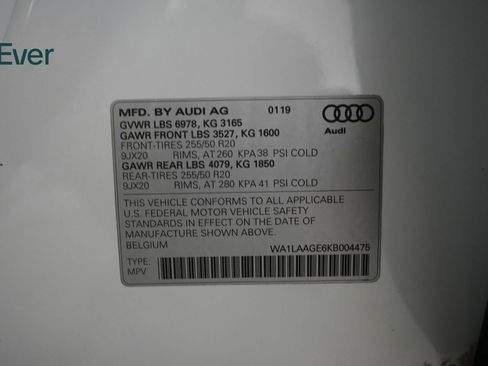 Ever
MFD. BY AUDI AG 0119
GVWR LBS 6978, KG 3165
GAWR FRONT LBS 3527, KG 1600
FRONT-TIRES 255/50 R20
9JX20 RIMS, AT 260 KPA 38 PSI COLD
GAWR REAR LBS 4079, KG 1850
REAR-TIRES 255/50 R20
9JX20 RIMS, AT 280 KPA 41 PSI COLD
Audi
THIS VEHICLE CONFORMS TO ALL APPLICABLE
U.S. FEDERAL MOTOR VEHICLE SAFETY
STANDARDS IN EFFECT ON THE DATE OF
MANUFACTURE SHOWN ABOVE.
BELGIUM WA1LAAGE6KB004475
TYPE:
MPV